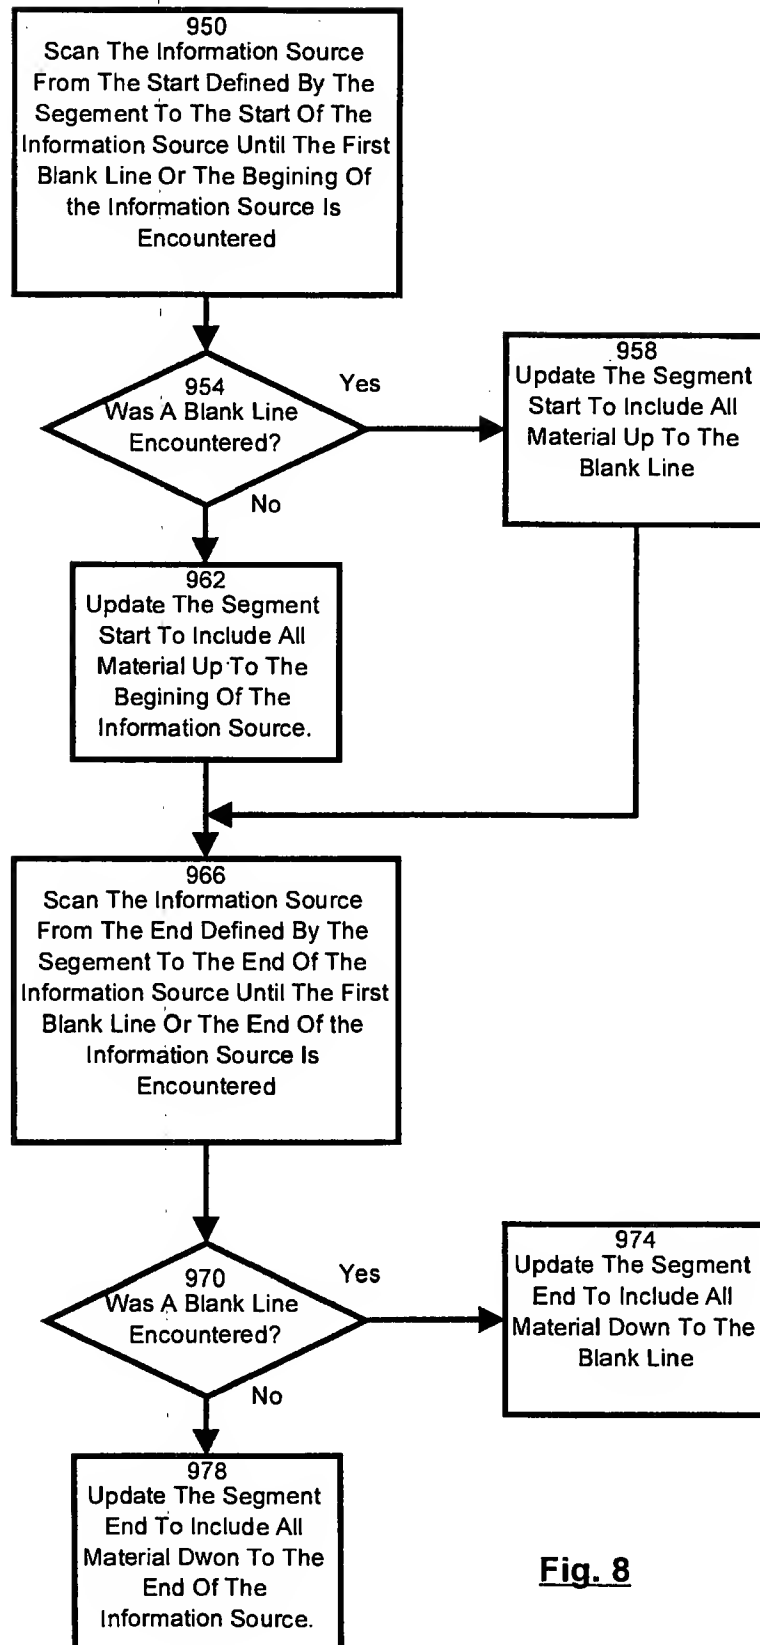 950
Scan The Information Source
From The Start Defined By The
Segement To The Start Of The
Information Source Until The First
Blank Line Or The Begining Of
the Information Source Is
Encountered
954
Was A Blank Line
Encountered?
Yes
No
958
Update The Segment
Start To Include All
Material Up To The
Blank Line
962
Update The Segment
Start To Include All
Material Up To The
Begining Of The
Information Source.
966
Scan The Information Source
From The End Defined By The
Segement To The End Of The
Information Source Until The First
Blank Line Or The End Of the
Information Source Is
Encountered
970
Was A Blank Line
Encountered?
Yes
No
974
Update The Segment
End To Include All
Material Down To The
Blank Line
978
Update The Segment
End To Include All
Material Dwon To The
End Of The
Information Source.
Fig. 8